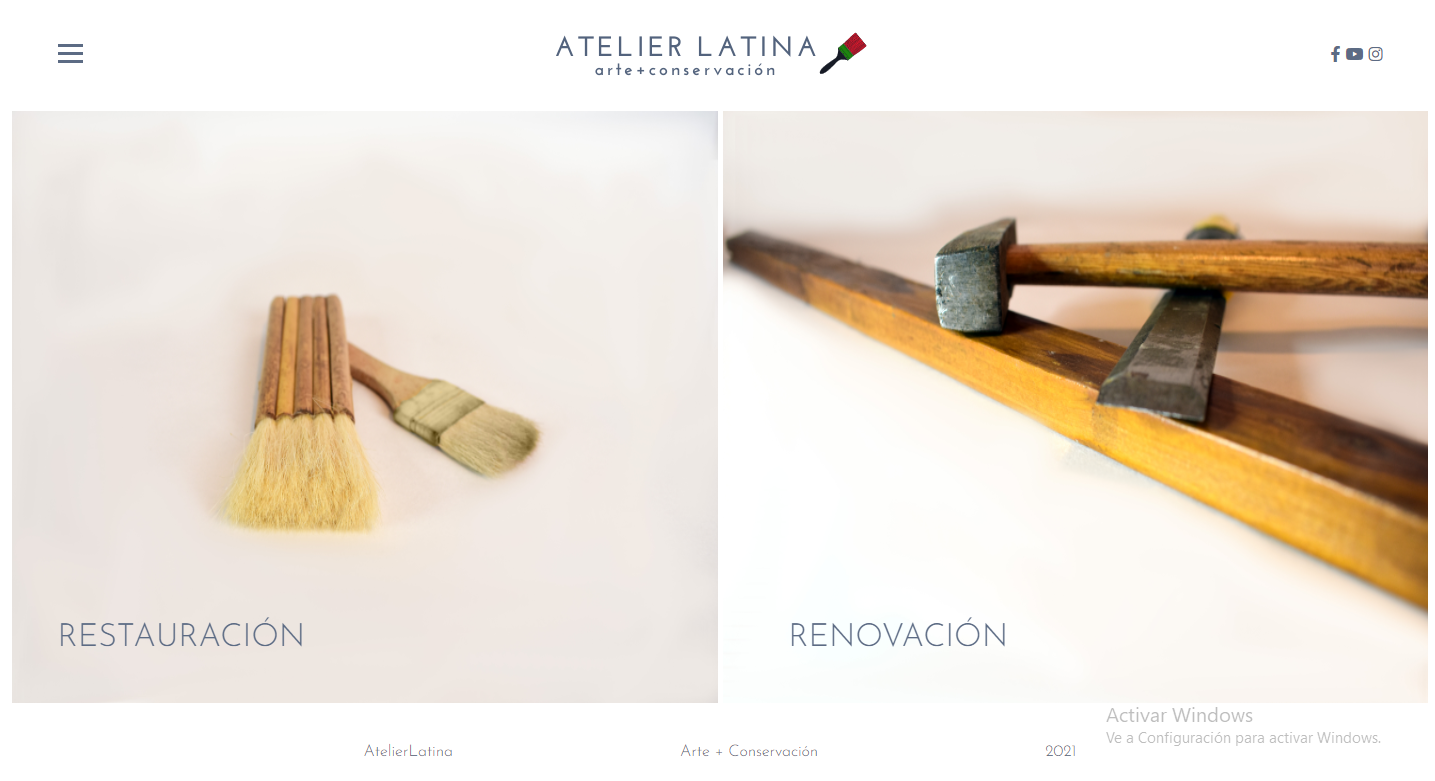 ATELIER LATINA
arte+conservación
RESTAURACIÓN
RENOVACIÓN
Activar Windows
Ve a Configuración para activar Windows.
AtelierLatina
Arte + Conservación
2021